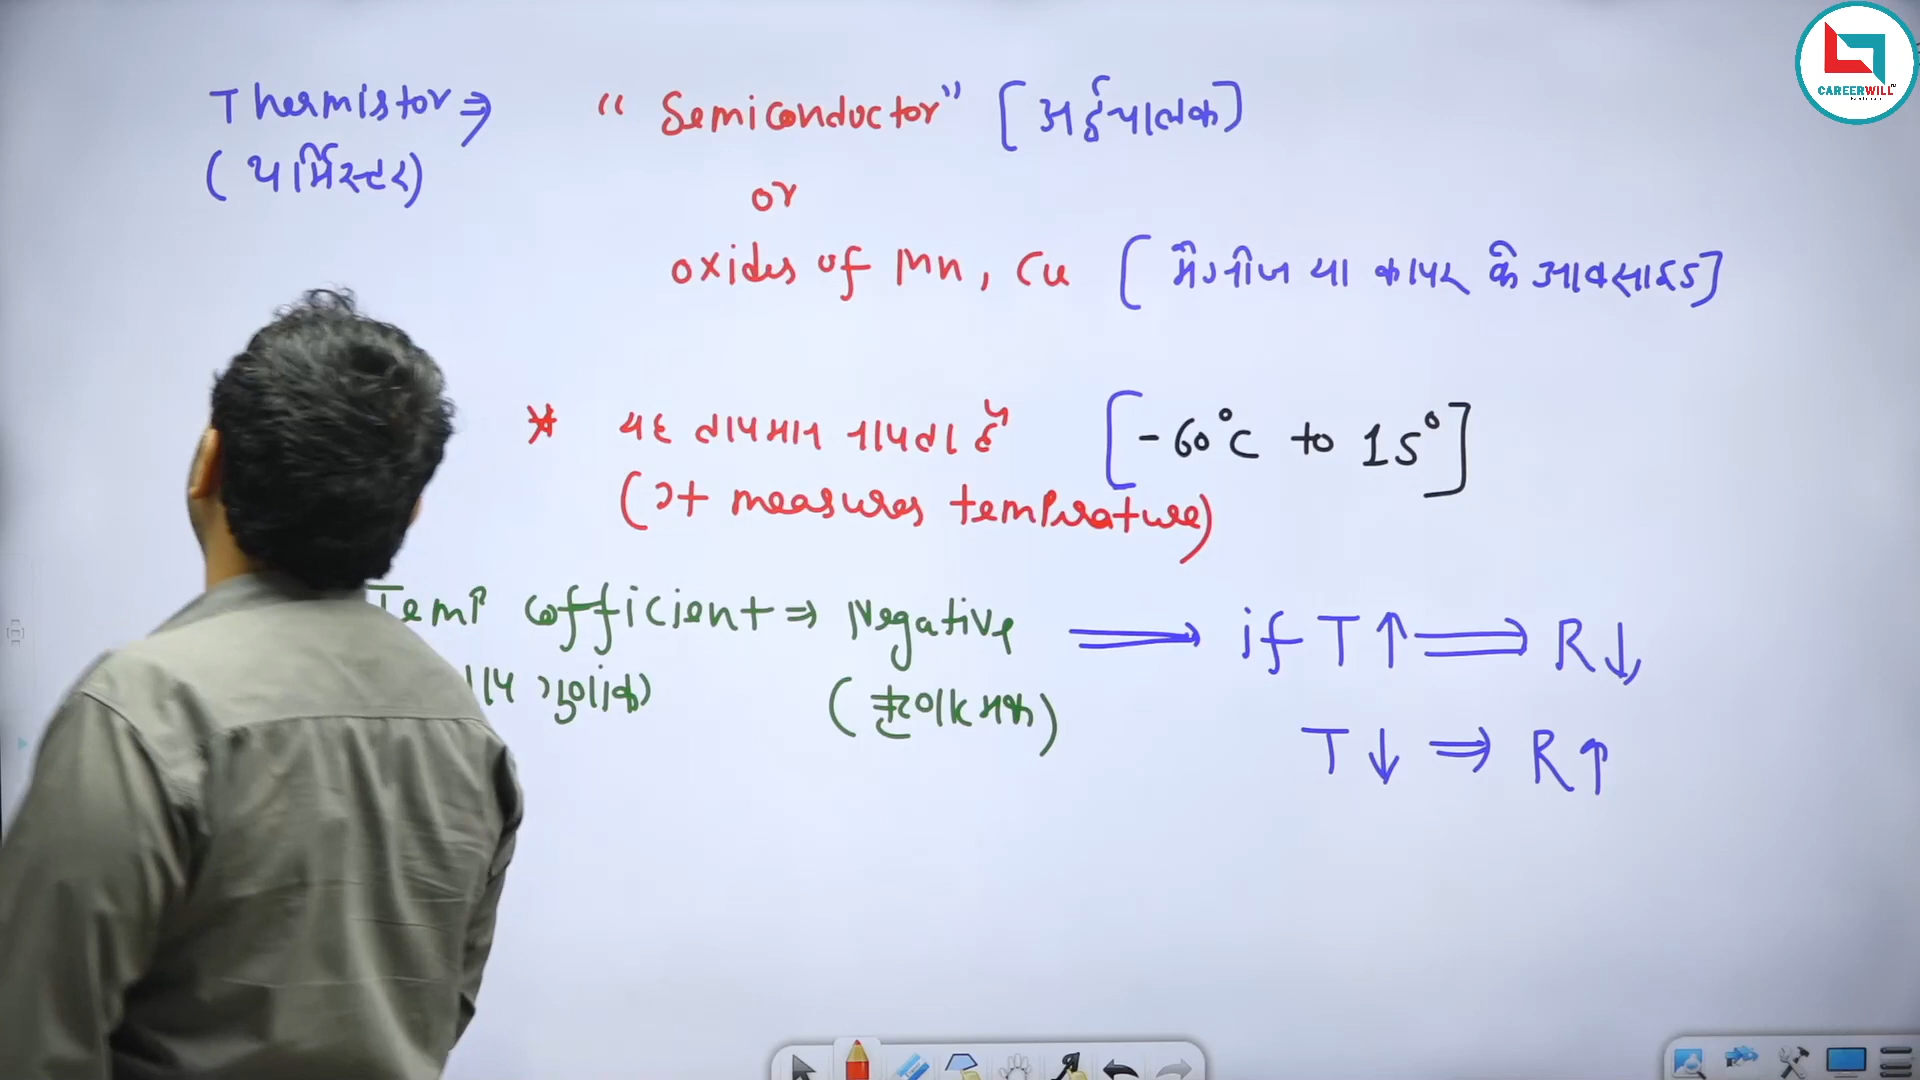 Thermistor ⇒ "Semiconductor" [अर्द्धचालक]
(थर्मिस्टर)
or
oxides of Mn, Cu [मैंगनीज या कापर के आक्साइड]
* यह तापमान नापता है [-60°C to 15°]
(It measures temperature)
Temp cofficient ⇒ Negative ⟹ if T↑ ⟹ R↓
ताप गुणांक (ऋणात्मक)
T↓ ⇒ R↑
CAREERWILL